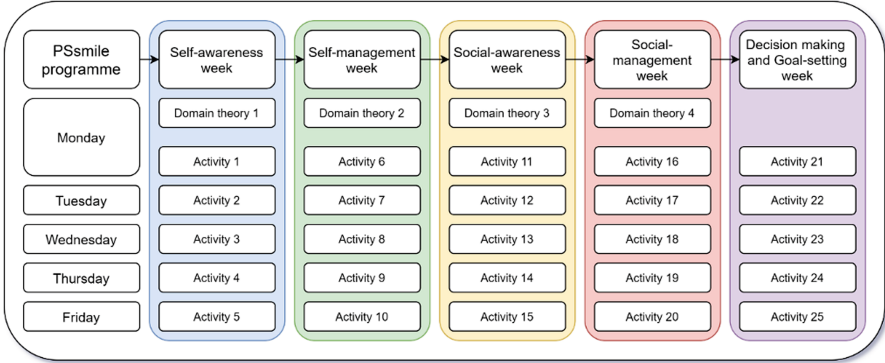 PSsmile
programme
Self-awareness
week
Self-management
week
Social-awareness
week
Social-
management
week
Decision making
and Goal-setting
week
Monday
Domain theory 1
Domain theory 2
Domain theory 3
Domain theory 4
Activity 1
Activity 6
Activity 11
Activity 16
Activity 21
Tuesday
Activity 2
Activity 7
Activity 12
Activity 17
Activity 22
Wednesday
Activity 3
Activity 8
Activity 13
Activity 18
Activity 23
Thursday
Activity 4
Activity 9
Activity 14
Activity 19
Activity 24
Friday
Activity 5
Activity 10
Activity 15
Activity 20
Activity 25